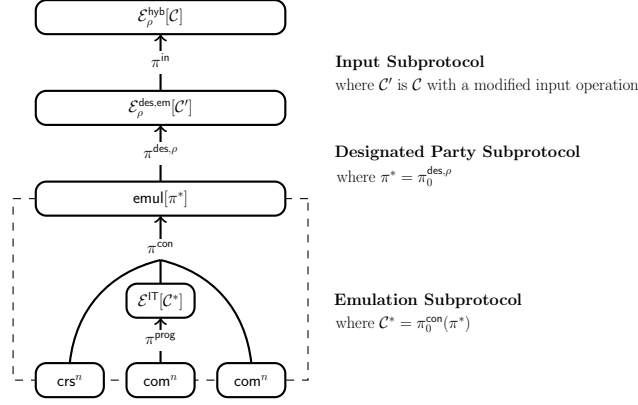 ℰ_ρ^hyb[𝒞]
π^in
Input Subprotocol
where 𝒞′ is 𝒞 with a modified input operation
ℰ_ρ^des,em[𝒞′]
π^des,ρ
Designated Party Subprotocol
where π* = π_0^des,ρ
emul[π*]
π^con
ℰ^IT[𝒞*]
Emulation Subprotocol
where 𝒞* = π_0^con(π*)
π^prog
crs^n
com^n
com^n